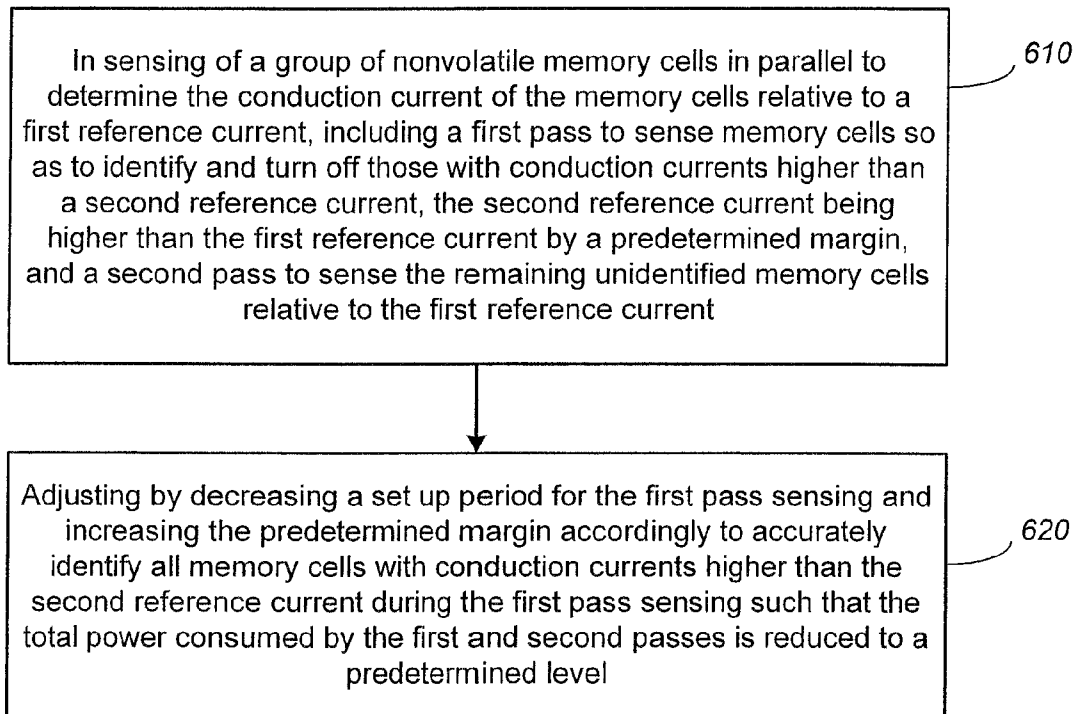 In sensing of a group of nonvolatile memory cells in parallel to
determine the conduction current of the memory cells relative to a
first reference current, including a first pass to sense memory cells so
as to identify and turn off those with conduction currents higher than
a second reference current, the second reference current being
higher than the first reference current by a predetermined margin,
and a second pass to sense the remaining unidentified memory cells
relative to the first reference current
610
Adjusting by decreasing a set up period for the first pass sensing and
increasing the predetermined margin accordingly to accurately
identify all memory cells with conduction currents higher than the
second reference current during the first pass sensing such that the
total power consumed by the first and second passes is reduced to a
predetermined level
620